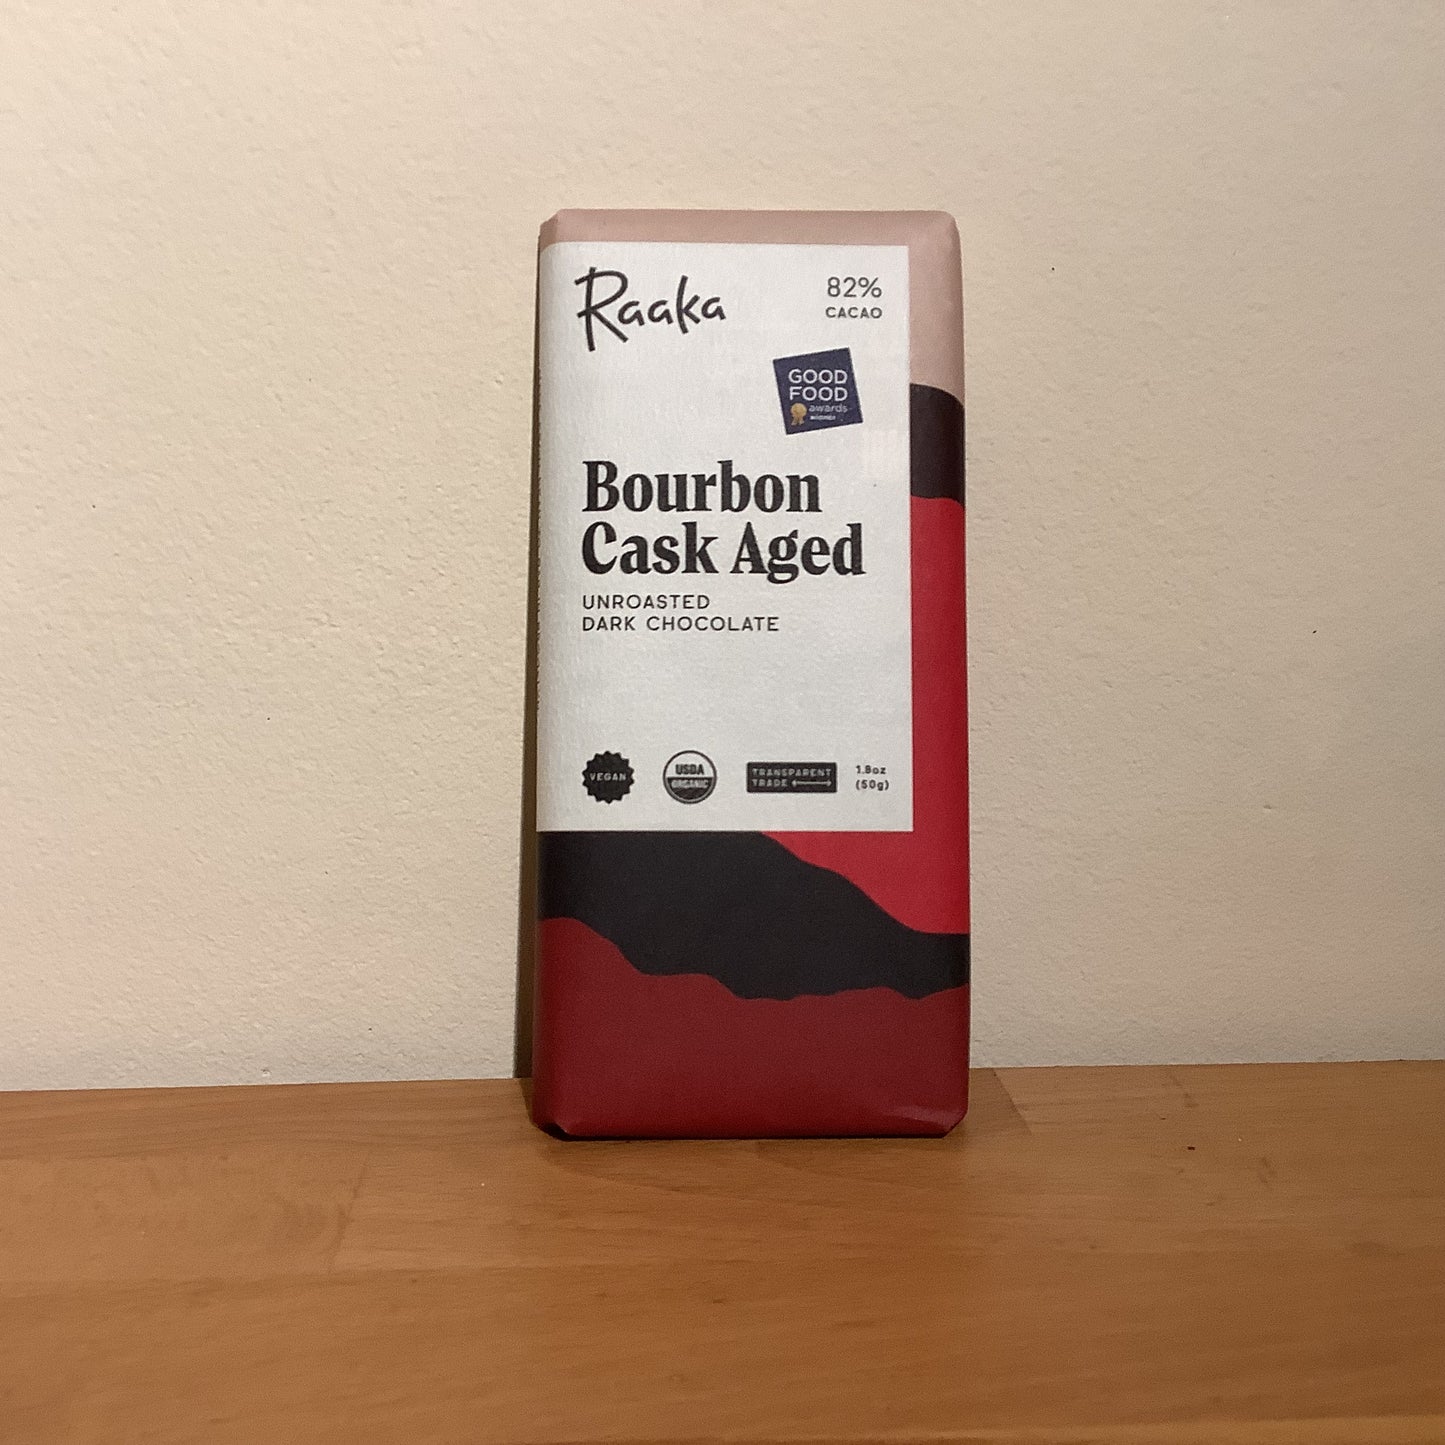 Raaka
82%
CACAO
GOOD
FOOD
awards
WINNER
Bourbon
Cask Aged
UNROASTED
DARK CHOCOLATE
VEGAN
USDA
ORGANIC
TRANSPARENT
TRADE
1.8oz
(50g)